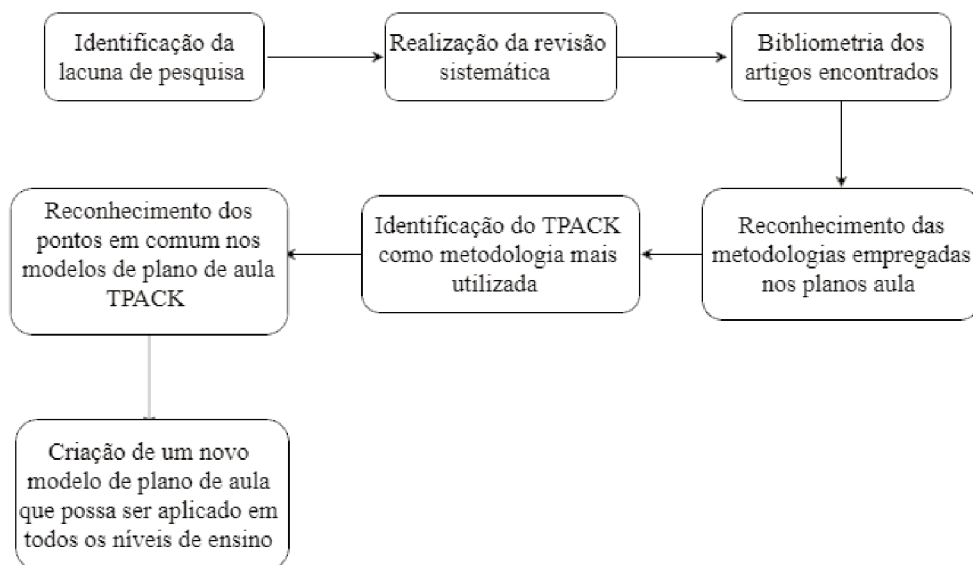 Identificação da
lacuna de pesquisa
Realização da revisão
sistemática
Bibliometria dos
artigos encontrados
Reconhecimento das
metodologias empregadas
nos planos aula
Identificação do TPACK
como metodologia mais
utilizada
Reconhecimento dos
pontos em comum nos
modelos de plano de aula
TPACK
Criação de um novo
modelo de plano de aula
que possa ser aplicado em
todos os níveis de ensino